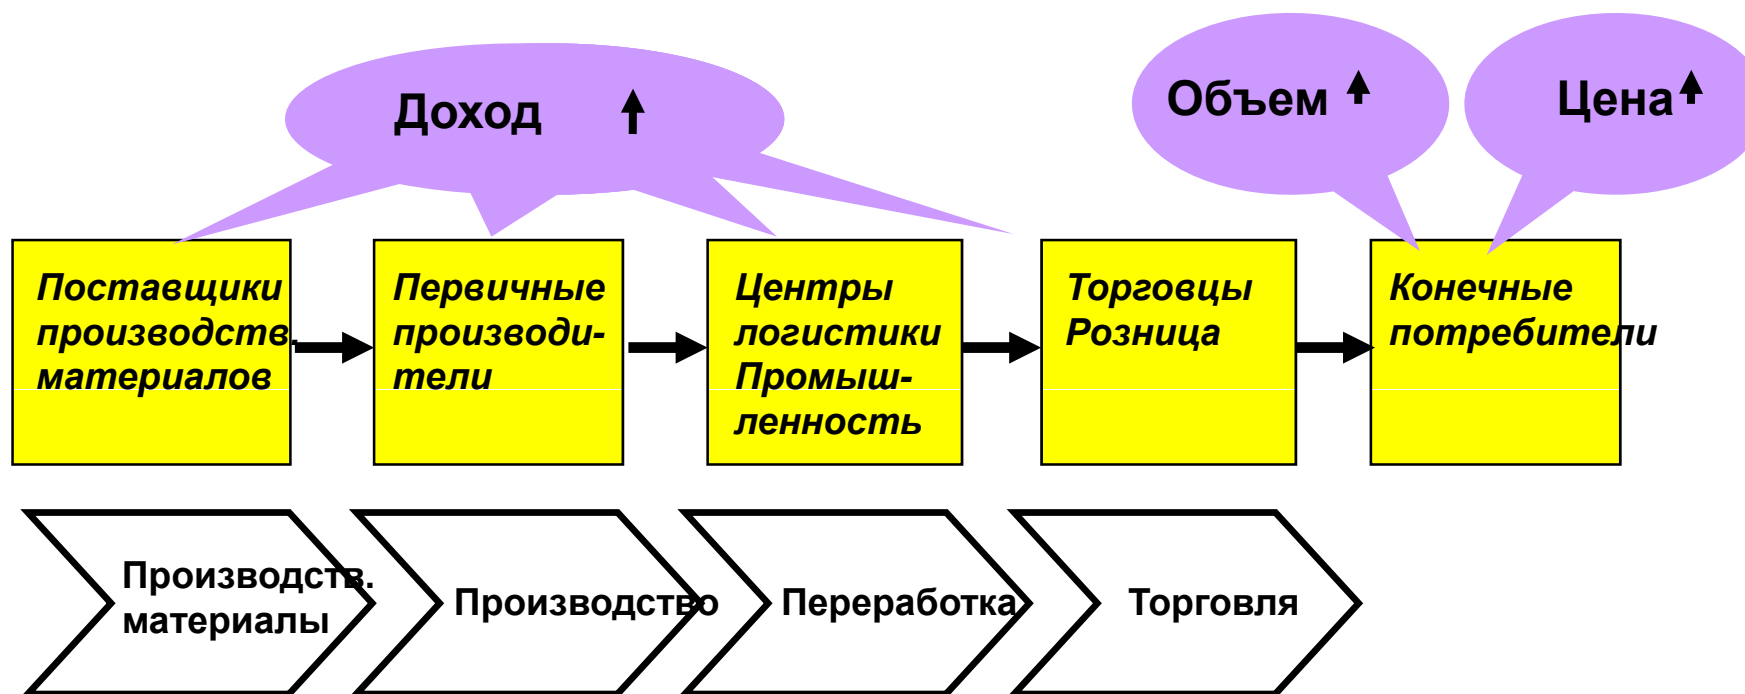 Доход
Объем
Цена
Поставщики
производств.
материалов
Первичные
производи-
тели
Центры
логистики
Промыш-
ленность
Торговцы
Розница
Конечные
потребители
Производств.
материалы
Производство
Переработка
Торговля